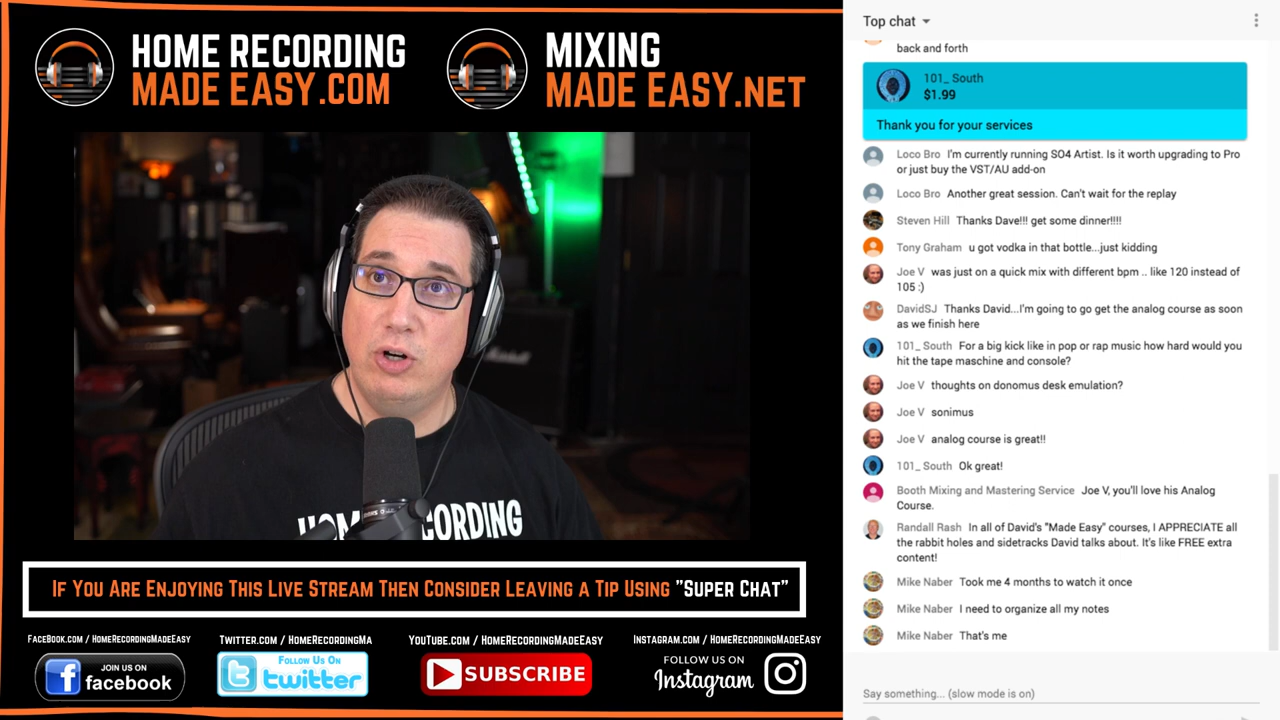 HOME RECORDING
MADE EASY.COM
MIXING
MADE EASY.NET
HOME RECORDING
IF YOU ARE ENJOYING THIS LIVE STREAM THEN CONSIDER LEAVING A TIP USING "SUPER CHAT"
FACEBOOK.COM / HOMERECORDINGMADEEASY
TWITTER.COM / HOMERECORDINGMA
YOUTUBE.COM / HOMERECORDINGMADEEASY
INSTAGRAM.COM / HOMERECORDINGMADEEASY
JOIN US ON
facebook
FOLLOW US ON
twitter
SUBSCRIBE
FOLLOW US ON
Instagram
Top chat
back and forth
101_ South
$1.99
Thank you for your services
Loco Bro I'm currently running SO4 Artist. Is it worth upgrading to Pro
or just buy the VST/AU add-on
Loco Bro Another great session. Can't wait for the replay
Steven Hill Thanks Dave!!! get some dinner!!!!
Tony Graham u got vodka in that bottle...just kidding
Joe V was just on a quick mix with different bpm .. like 120 instead of
105 :)
DavidSJ Thanks David...I'm going to go get the analog course as soon
as we finish here
101_ South For a big kick like in pop or rap music how hard would you
hit the tape maschine and console?
Joe V thoughts on donomus desk emulation?
Joe V sonimus
Joe V analog course is great!!
101_ South Ok great!
Booth Mixing and Mastering Service Joe V, you'll love his Analog
Course.
Randall Rash In all of David's "Made Easy" courses, I APPRECIATE all
the rabbit holes and sidetracks David talks about. It's like FREE extra
content!
Mike Naber Took me 4 months to watch it once
Mike Naber I need to organize all my notes
Mike Naber That's me
Say something... (slow mode is on)